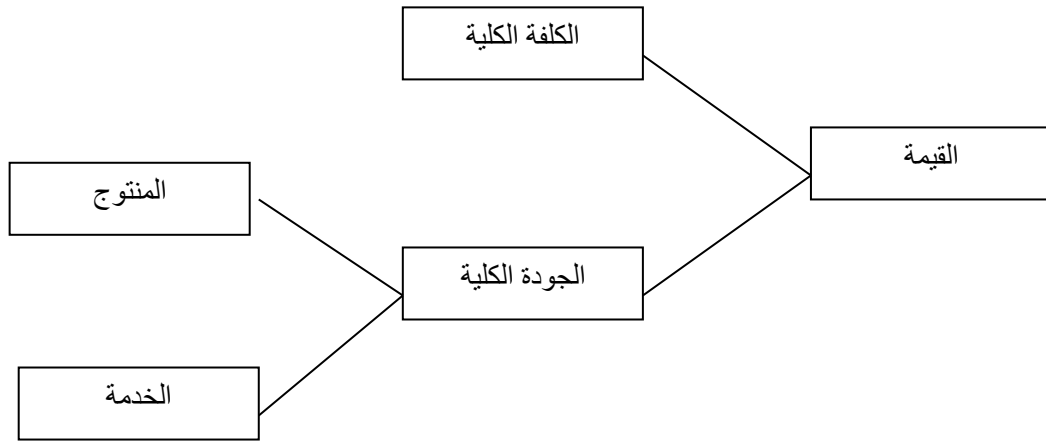 الكلفة الكلية
القيمة
المنتوج
الجودة الكلية
الخدمة